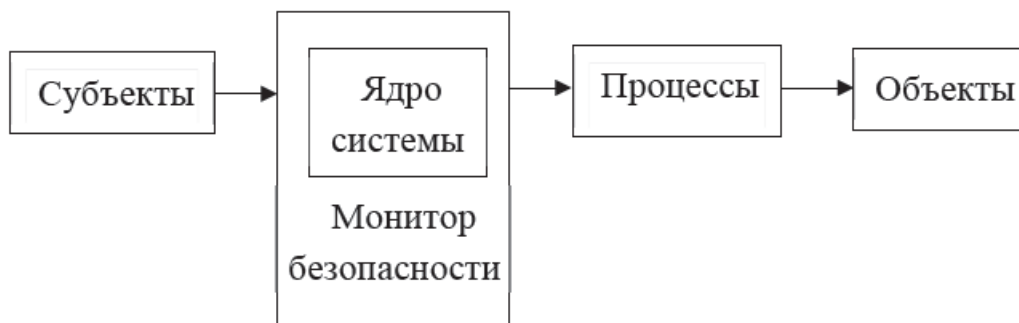 Субъекты
Ядро
системы
Монитор
безопасности
Процессы
Объекты